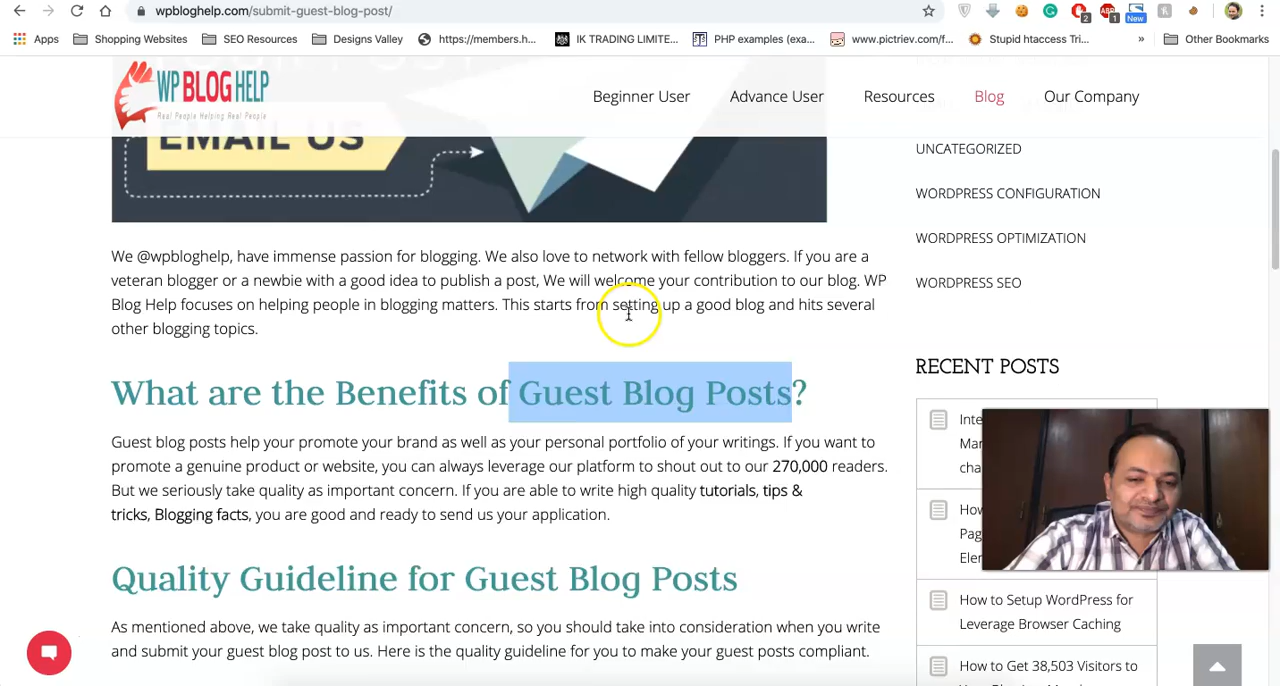 wpbloghelp.com/submit-guest-blog-post/
2
1
New
Apps
Shopping Websites
SEO Resources
Designs Valley
https://members.h...
IK TRADING LIMITE...
PHP examples (exa...
www.pictriev.com/f...
Stupid htaccess Tri...
»
Other Bookmarks
WP BLOG HELP
Real People Helping Real People
Beginner User
Advance User
Resources
Blog
Our Company
EMAIL US
We @wpbloghelp, have immense passion for blogging. We also love to network with fellow bloggers. If you are a
veteran blogger or a newbie with a good idea to publish a post, We will welcome your contribution to our blog. WP
Blog Help focuses on helping people in blogging matters. This starts from setting up a good blog and hits several
other blogging topics.
What are the Benefits of Guest Blog Posts?
Guest blog posts help your promote your brand as well as your personal portfolio of your writings. If you want to
promote a genuine product or website, you can always leverage our platform to shout out to our 270,000 readers.
But we seriously take quality as important concern. If you are able to write high quality tutorials, tips &
tricks, Blogging facts, you are good and ready to send us your application.
Quality Guideline for Guest Blog Posts
As mentioned above, we take quality as important concern, so you should take into consideration when you write
and submit your guest blog post to us. Here is the quality guideline for you to make your guest posts compliant.
UNCATEGORIZED
WORDPRESS CONFIGURATION
WORDPRESS OPTIMIZATION
WORDPRESS SEO
RECENT POSTS
How to Setup WordPress for
Leverage Browser Caching
How to Get 38,503 Visitors to